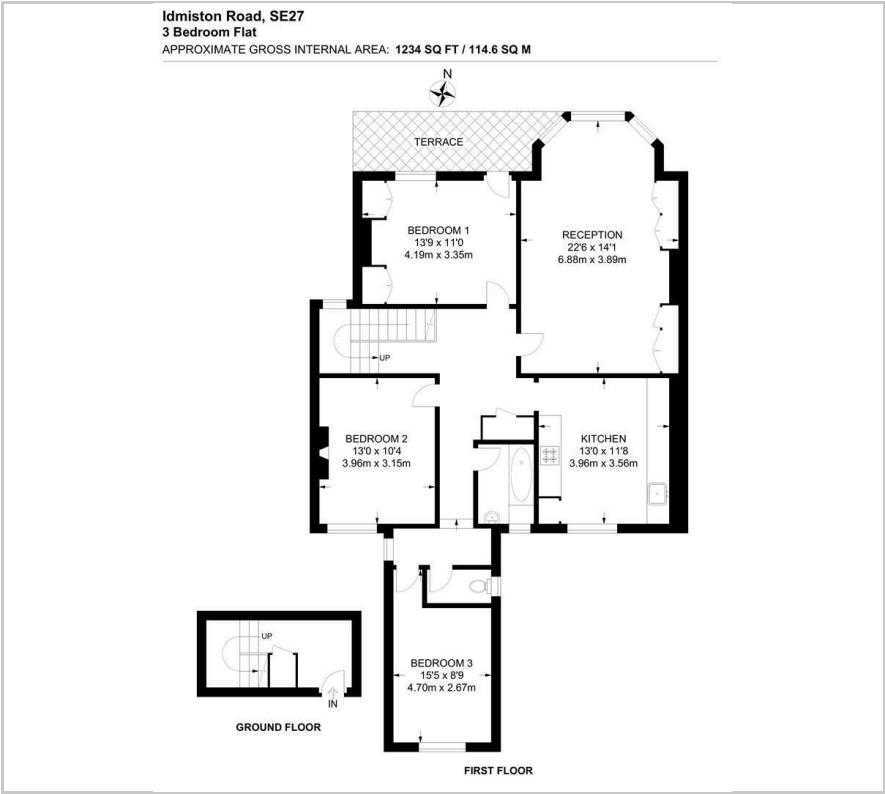 Idmiston Road, SE27
3 Bedroom Flat
APPROXIMATE GROSS INTERNAL AREA: 1234 SQ FT / 114.6 SQ M
N
TERRACE
BEDROOM 1
13'9 x 11'0
4.19m x 3.35m
RECEPTION
22'6 x 14'1
6.88m x 3.89m
UP
BEDROOM 2
13'0 x 10'4
3.96m x 3.15m
KITCHEN
13'0 x 11'8
3.96m x 3.56m
UP
IN
GROUND FLOOR
BEDROOM 3
15'5 x 8'9
4.70m x 2.67m
FIRST FLOOR